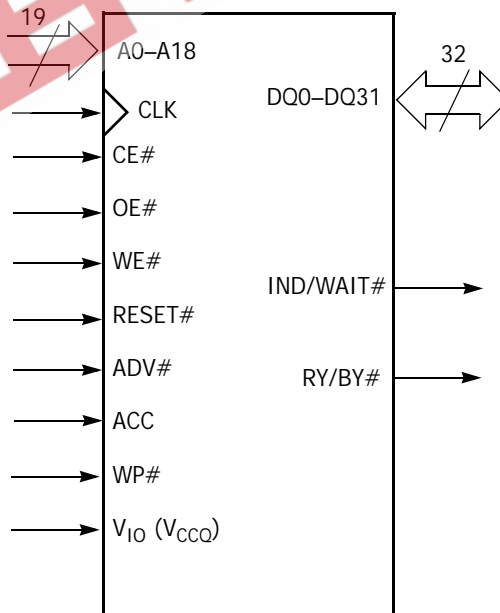 19
A0–A18
CLK
CE#
OE#
WE#
RESET#
ADV#
ACC
WP#
VIO (VCCQ)
32
DQ0–DQ31
IND/WAIT#
RY/BY#